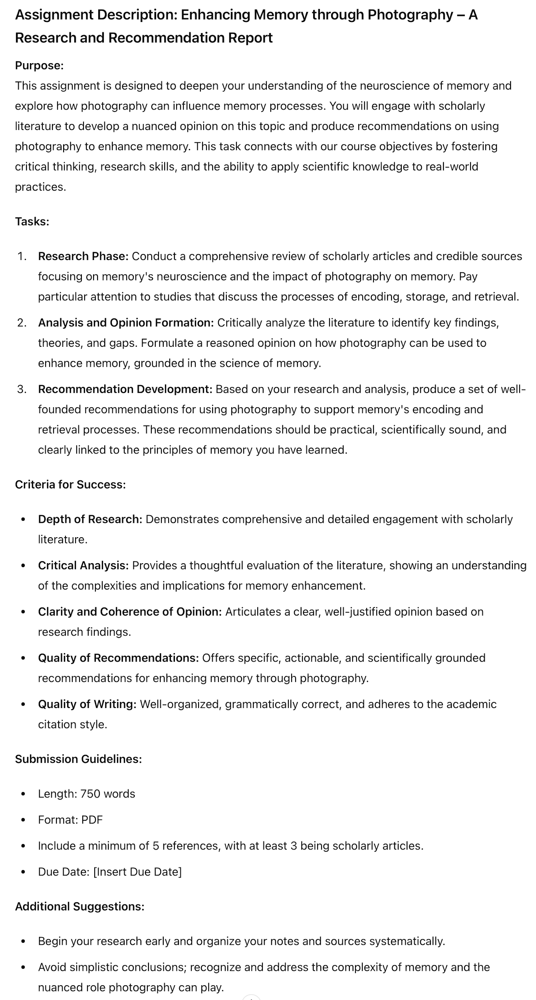 Assignment Description: Enhancing Memory through Photography – A
Research and Recommendation Report
Purpose:
This assignment is designed to deepen your understanding of the neuroscience of memory and
explore how photography can influence memory processes. You will engage with scholarly
literature to develop a nuanced opinion on this topic and produce recommendations on using
photography to enhance memory. This task connects with our course objectives by fostering
critical thinking, research skills, and the ability to apply scientific knowledge to real-world
practices.
Tasks:
1. Research Phase: Conduct a comprehensive review of scholarly articles and credible sources
focusing on memory's neuroscience and the impact of photography on memory. Pay
particular attention to studies that discuss the processes of encoding, storage, and retrieval.
2. Analysis and Opinion Formation: Critically analyze the literature to identify key findings,
theories, and gaps. Formulate a reasoned opinion on how photography can be used to
enhance memory, grounded in the science of memory.
3. Recommendation Development: Based on your research and analysis, produce a set of well-
founded recommendations for using photography to support memory's encoding and
retrieval processes. These recommendations should be practical, scientifically sound, and
clearly linked to the principles of memory you have learned.
Criteria for Success:
• Depth of Research: Demonstrates comprehensive and detailed engagement with scholarly
literature.
• Critical Analysis: Provides a thoughtful evaluation of the literature, showing an understanding
of the complexities and implications for memory enhancement.
• Clarity and Coherence of Opinion: Articulates a clear, well-justified opinion based on
research findings.
• Quality of Recommendations: Offers specific, actionable, and scientifically grounded
recommendations for enhancing memory through photography.
• Quality of Writing: Well-organized, grammatically correct, and adheres to the academic
citation style.
Submission Guidelines:
• Length: 750 words
• Format: PDF
• Include a minimum of 5 references, with at least 3 being scholarly articles.
• Due Date: [Insert Due Date]
Additional Suggestions:
• Begin your research early and organize your notes and sources systematically.
• Avoid simplistic conclusions; recognize and address the complexity of memory and the
nuanced role photography can play.